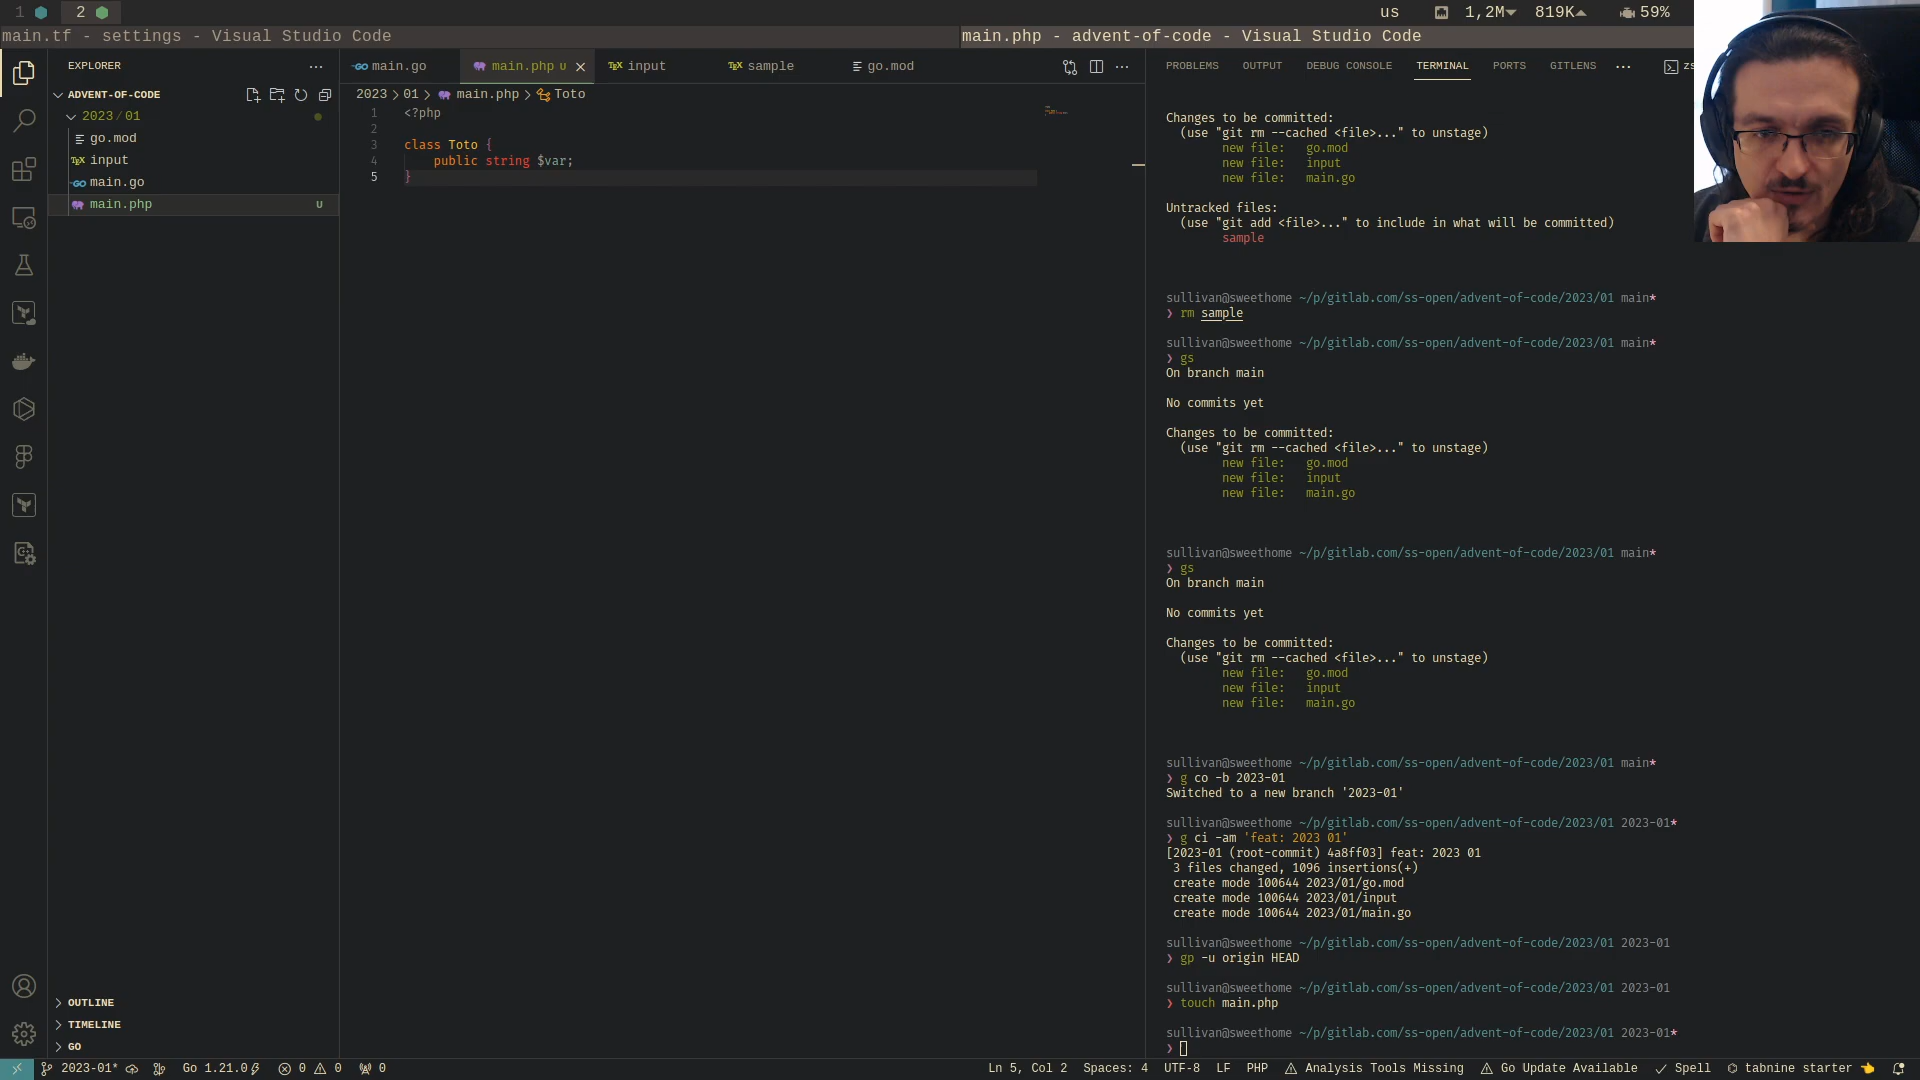 1 2 us 1,2M 819K 59%
main.tf - settings - Visual Studio Code
main.php - advent-of-code - Visual Studio Code
EXPLORER
ADVENT-OF-CODE
2023 / 01
go.mod
input
main.go
main.php U
OUTLINE
TIMELINE
GO
main.go main.php U input sample go.mod
2023 > 01 > main.php > Toto
1 <?php
2
3 class Toto {
4 public string $var;
5 }
PROBLEMS OUTPUT DEBUG CONSOLE TERMINAL PORTS GITLENS
Changes to be committed:
(use "git rm --cached <file>..." to unstage)
new file: go.mod
new file: input
new file: main.go
Untracked files:
(use "git add <file>..." to include in what will be committed)
sample
sullivan@sweethome ~/p/gitlab.com/ss-open/advent-of-code/2023/01 main*
❯ rm sample
sullivan@sweethome ~/p/gitlab.com/ss-open/advent-of-code/2023/01 main*
❯ gs
On branch main
No commits yet
Changes to be committed:
(use "git rm --cached <file>..." to unstage)
new file: go.mod
new file: input
new file: main.go
sullivan@sweethome ~/p/gitlab.com/ss-open/advent-of-code/2023/01 main*
❯ gs
On branch main
No commits yet
Changes to be committed:
(use "git rm --cached <file>..." to unstage)
new file: go.mod
new file: input
new file: main.go
sullivan@sweethome ~/p/gitlab.com/ss-open/advent-of-code/2023/01 main*
❯ g co -b 2023-01
Switched to a new branch '2023-01'
sullivan@sweethome ~/p/gitlab.com/ss-open/advent-of-code/2023/01 2023-01*
❯ g ci -am 'feat: 2023 01'
[2023-01 (root-commit) 4a8ff03] feat: 2023 01
3 files changed, 1096 insertions(+)
create mode 100644 2023/01/go.mod
create mode 100644 2023/01/input
create mode 100644 2023/01/main.go
sullivan@sweethome ~/p/gitlab.com/ss-open/advent-of-code/2023/01 2023-01
❯ gp -u origin HEAD
sullivan@sweethome ~/p/gitlab.com/ss-open/advent-of-code/2023/01 2023-01
❯ touch main.php
sullivan@sweethome ~/p/gitlab.com/ss-open/advent-of-code/2023/01 2023-01*
❯
2023-01* Go 1.21.0 0 0 0 Ln 5, Col 2 Spaces: 4 UTF-8 LF PHP Analysis Tools Missing Go Update Available Spell tabnine starter